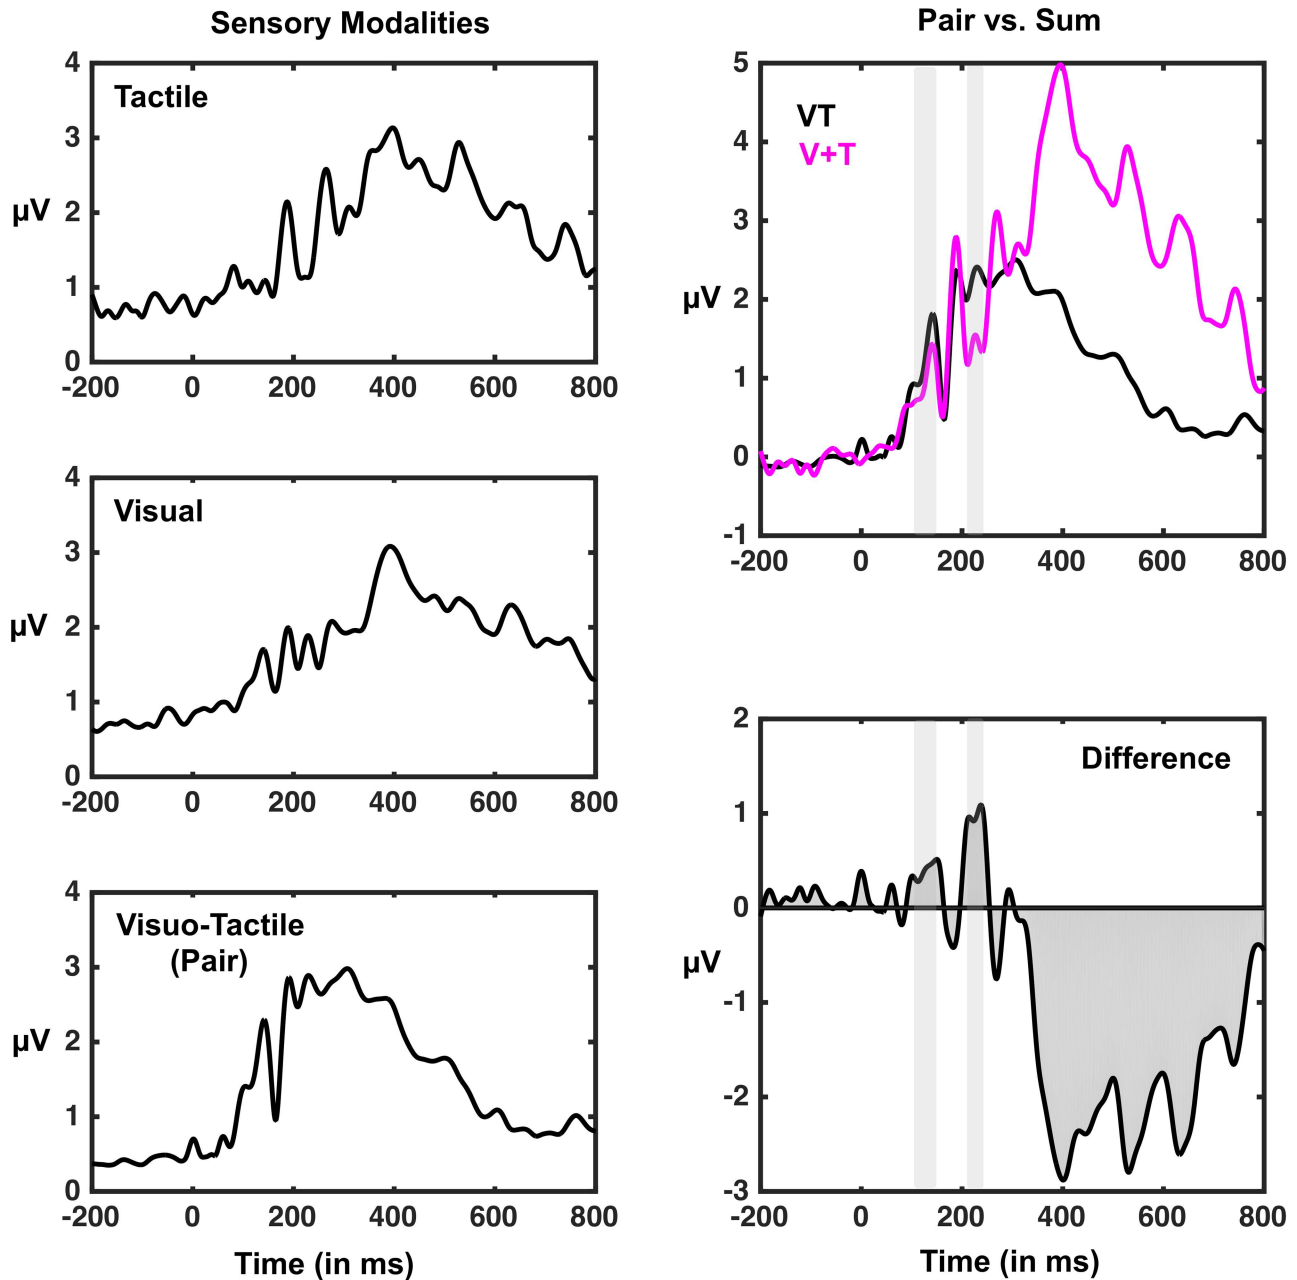 Sensory Modalities
4
3
2
1
0
µV
Tactile
-200 0 200 400 600 800
4
3
2
1
0
µV
Visual
-200 0 200 400 600 800
4
3
2
1
0
µV
Visuo-Tactile
(Pair)
-200 0 200 400 600 800
Time (in ms)
Pair vs. Sum
5
4
3
2
1
0
-1
µV
VT
V+T
-200 0 200 400 600 800
2
1
0
-1
-2
-3
µV
Difference
-200 0 200 400 600 800
Time (in ms)